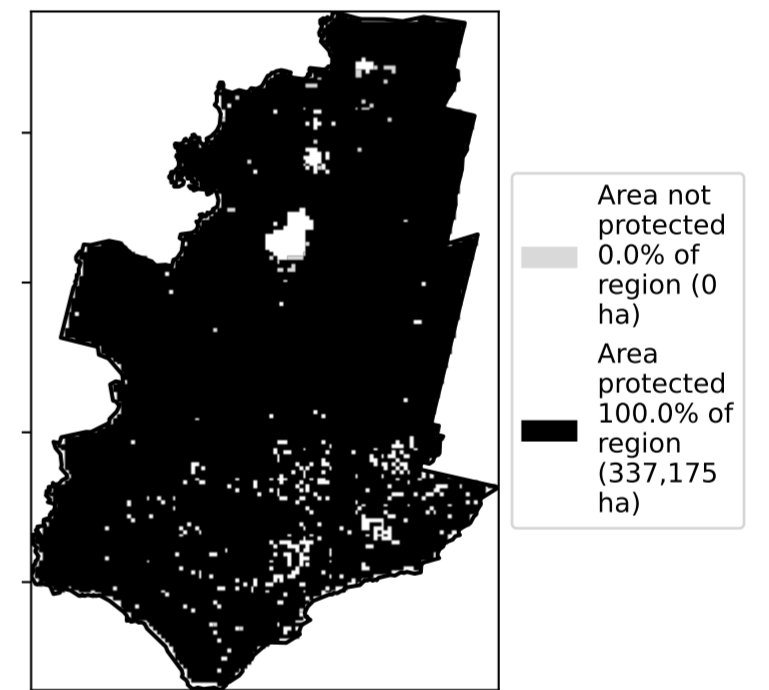 Area not
protected
0.0% of
region (0
ha)
Area
protected
100.0% of
region
(337,175
ha)